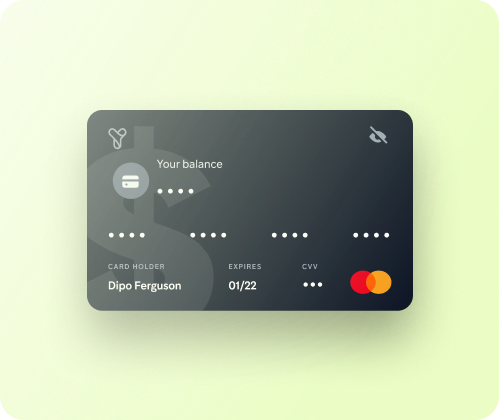 Your balance
••••
•••• •••• •••• ••••
CARD HOLDER EXPIRES CVV
Dipo Ferguson 01/22 •••